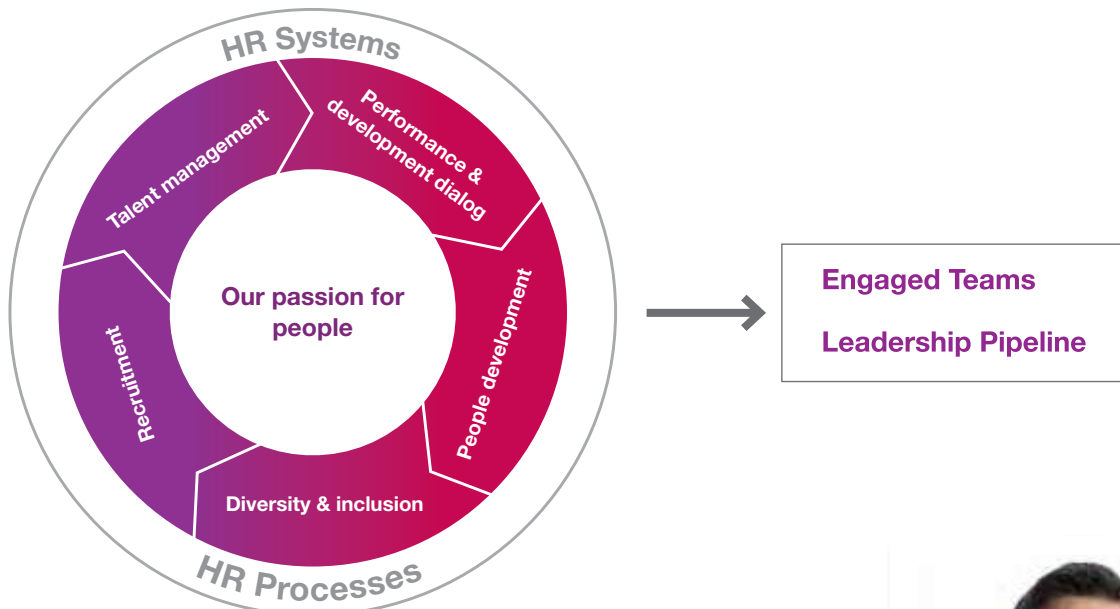 HR Systems
Talent management
Performance &
development dialog
Our passion for
people
Recruitment
People development
Diversity & inclusion
HR Processes
Engaged Teams
Leadership Pipeline